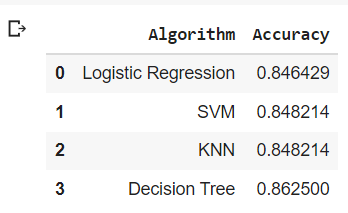 Algorithm Accuracy
0 Logistic Regression 0.846429
1 SVM 0.848214
2 KNN 0.848214
3 Decision Tree 0.862500